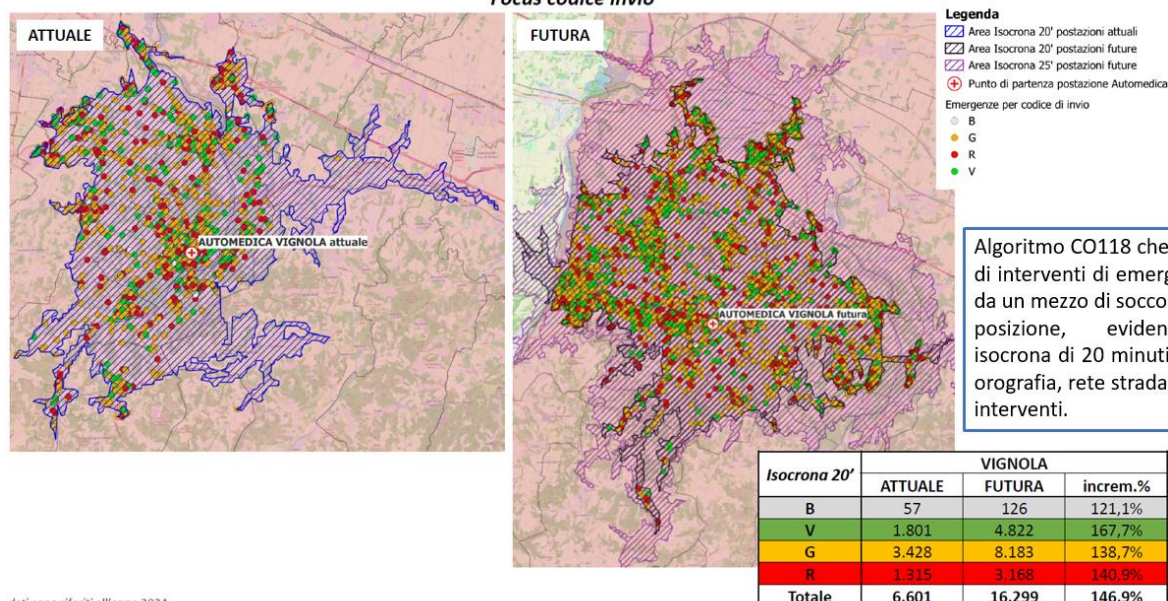 Focus codice invio
ATTUALE
AUTOMEDICA VIGNOLA attuale
FUTURA
AUTOMEDICA VIGNOLA futura
Legenda
Area Isocrona 20' postazioni attuali
Area Isocrona 20' postazioni future
Area Isocrona 25' postazioni future
Punto di partenza postazione Automedica
Emergenze per codice di invio
B
G
R
V
Algoritmo CO118 che
di interventi di emerg
da un mezzo di socco
posizione, eviden
isocrona di 20 minuti
orografia, rete strada
interventi.
Isocrona 20' VIGNOLA
ATTUALE FUTURA increm.%
B 57 126 121,1%
V 1.801 4.822 167,7%
G 3.428 8.183 138,7%
R 1.315 3.168 140,9%
Totale 6.601 16.299 146,9%